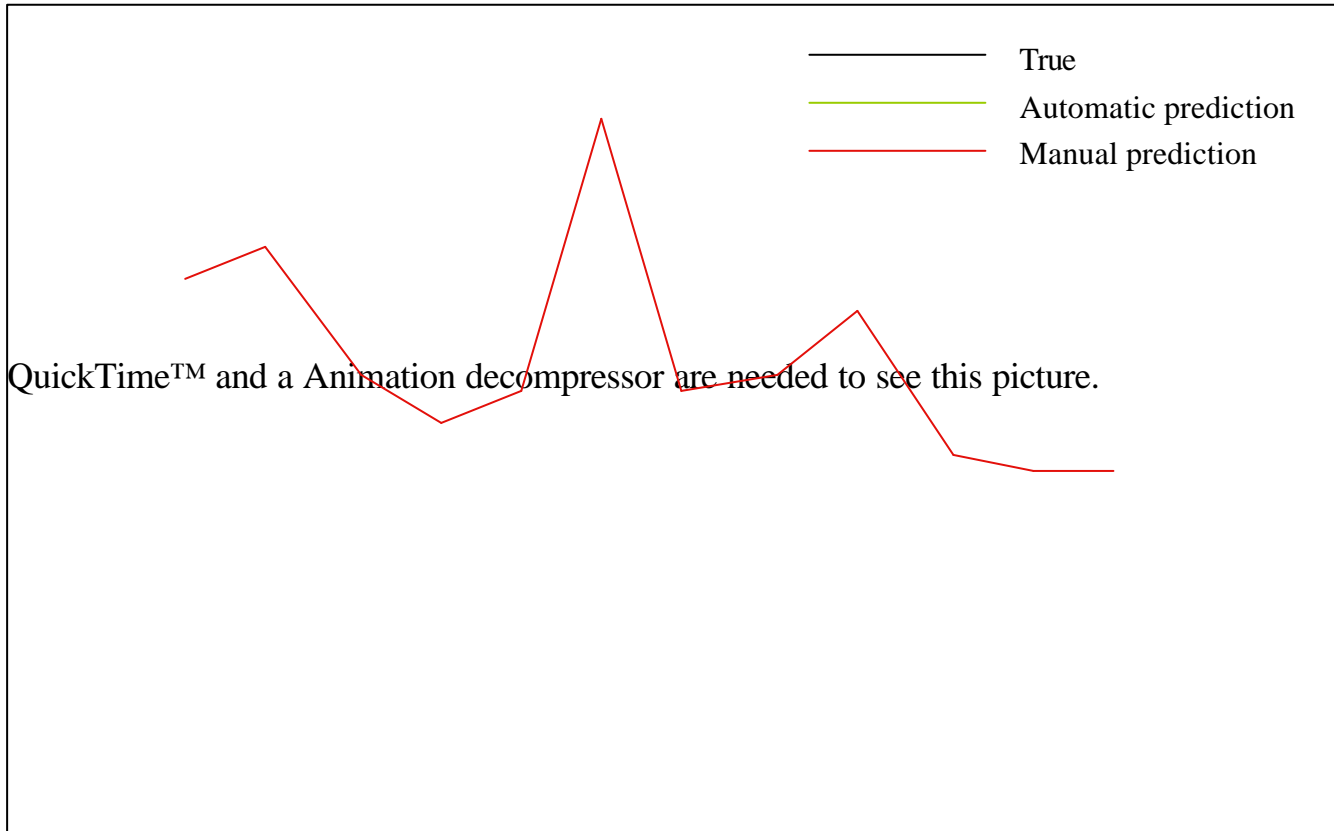 True
Automatic prediction
Manual prediction
QuickTime™ and a Animation decompressor are needed to see this picture.